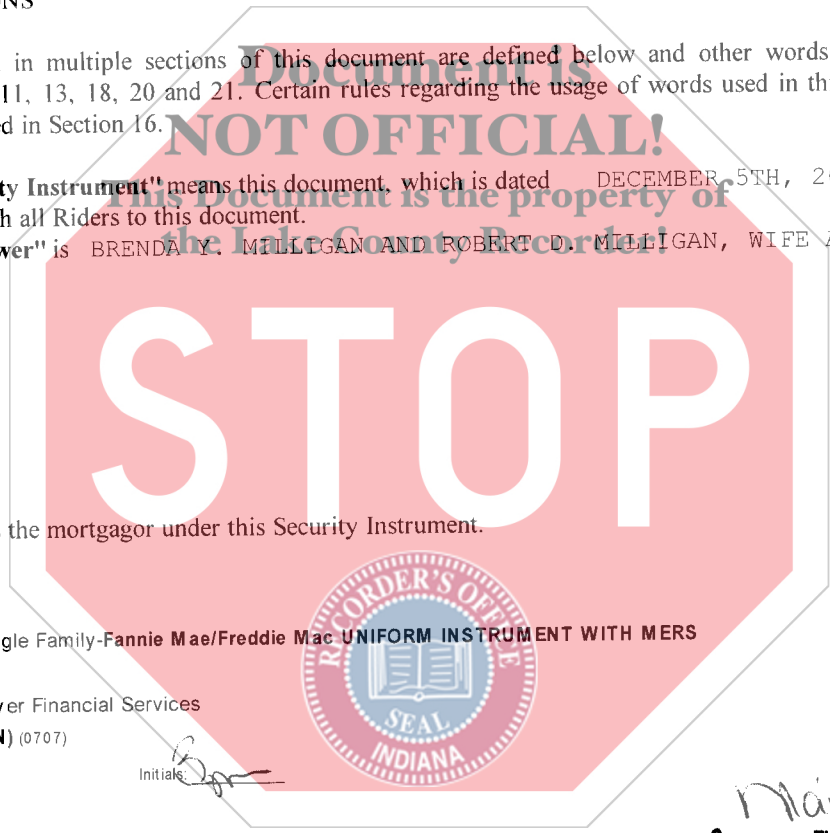 NS
in multiple sections of this document are defined below and other words
11, 13, 18, 20 and 21. Certain rules regarding the usage of words used in th
d in Section 16.
Document is
NOT OFFICIAL!
This Document is the property of
the Lake County Recorder!
ty Instrument" means this document, which is dated DECEMBER 5TH, 2
h all Riders to this document.
wer" is BRENDA Y. MILLIGAN AND ROBERT D. MILLIGAN, WIFE A
STOP
the mortgagor under this Security Instrument.
RECORDER'S OFFICE
SEAL
INDIANA
gle Family-Fannie Mae/Freddie Mac UNIFORM INSTRUMENT WITH MERS
er Financial Services
N) (0707)
Initials: